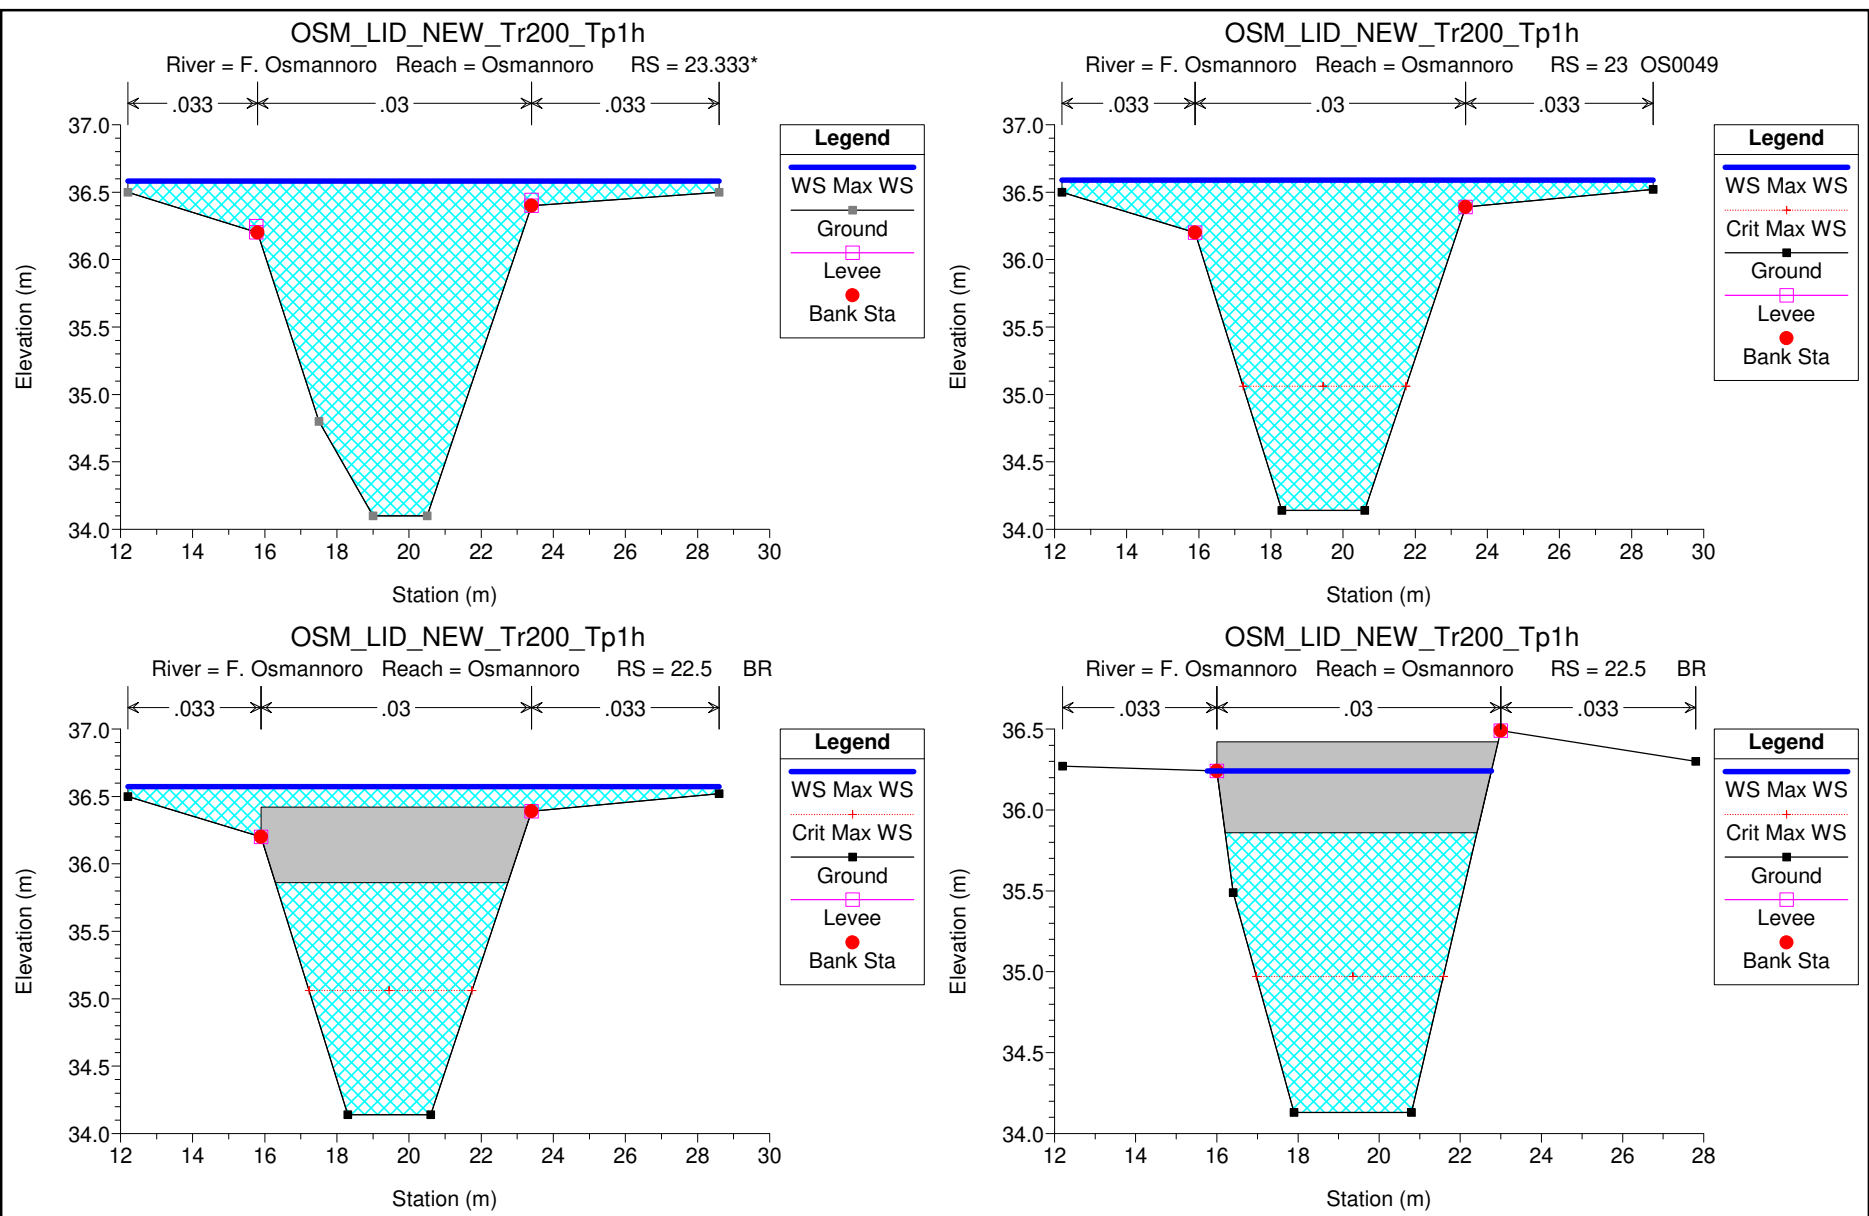 OSM_LID_NEW_Tr200_Tp1h
River = F. Osmannoro Reach = Osmannoro RS = 23.333*
.033 .03 .033
37.0
36.5
36.0
35.5
35.0
34.5
34.0
12 14 16 18 20 22 24 26 28 30
Elevation (m)
Station (m)
Legend
WS Max WS
Ground
Levee
Bank Sta
OSM_LID_NEW_Tr200_Tp1h
River = F. Osmannoro Reach = Osmannoro RS = 23 OS0049
.033 .03 .033
37.0
36.5
36.0
35.5
35.0
34.5
34.0
12 14 16 18 20 22 24 26 28 30
Elevation (m)
Station (m)
Legend
WS Max WS
Crit Max WS
Ground
Levee
Bank Sta
OSM_LID_NEW_Tr200_Tp1h
River = F. Osmannoro Reach = Osmannoro RS = 22.5 BR
.033 .03 .033
37.0
36.5
36.0
35.5
35.0
34.5
34.0
12 14 16 18 20 22 24 26 28 30
Elevation (m)
Station (m)
Legend
WS Max WS
Crit Max WS
Ground
Levee
Bank Sta
OSM_LID_NEW_Tr200_Tp1h
River = F. Osmannoro Reach = Osmannoro RS = 22.5 BR
.033 .03 .033
36.5
36.0
35.5
35.0
34.5
34.0
12 14 16 18 20 22 24 26 28
Elevation (m)
Station (m)
Legend
WS Max WS
Crit Max WS
Ground
Levee
Bank Sta